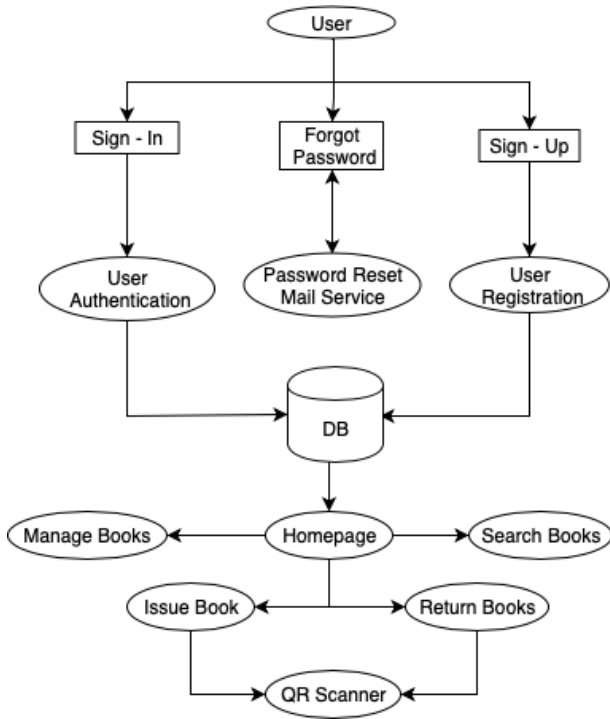 User
Sign - In
Forgot
Password
Sign - Up
User
Authentication
Password Reset
Mail Service
User
Registration
DB
Manage Books
Homepage
Search Books
Issue Book
Return Books
QR Scanner